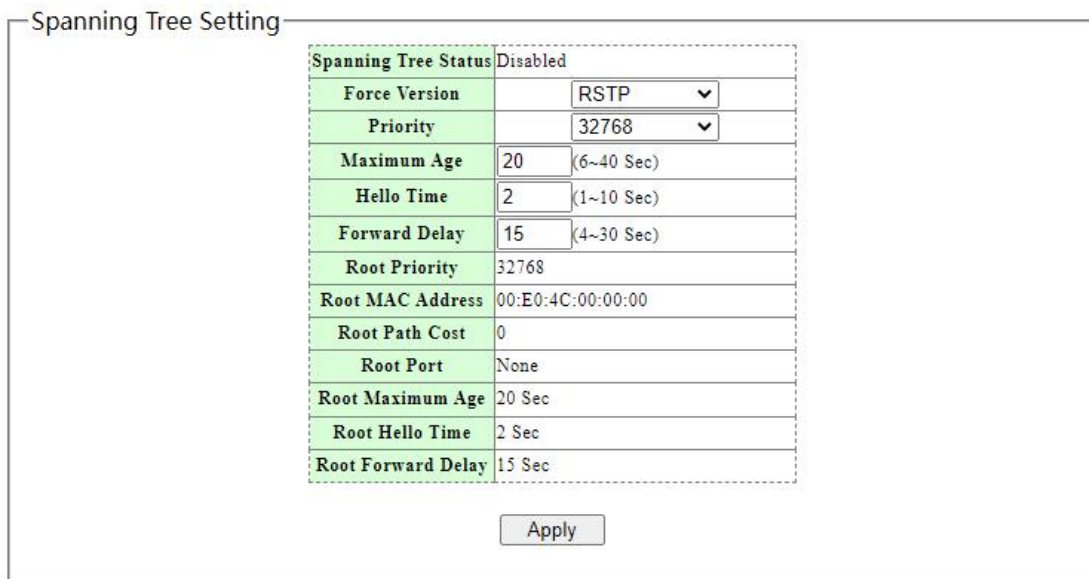 Spanning Tree Setting
Spanning Tree Status Disabled
Force Version RSTP
Priority 32768
Maximum Age 20 (6~40 Sec)
Hello Time 2 (1~10 Sec)
Forward Delay 15 (4~30 Sec)
Root Priority 32768
Root MAC Address 00:E0:4C:00:00:00
Root Path Cost 0
Root Port None
Root Maximum Age 20 Sec
Root Hello Time 2 Sec
Root Forward Delay 15 Sec
Apply